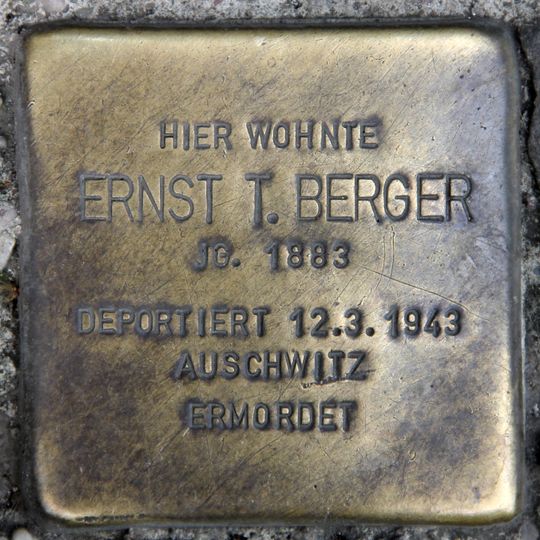 HIER WOHNTE
ERNST T. BERGER
JG. 1883
DEPORTIERT 12.3.1943
AUSCHWITZ
ERMORDET